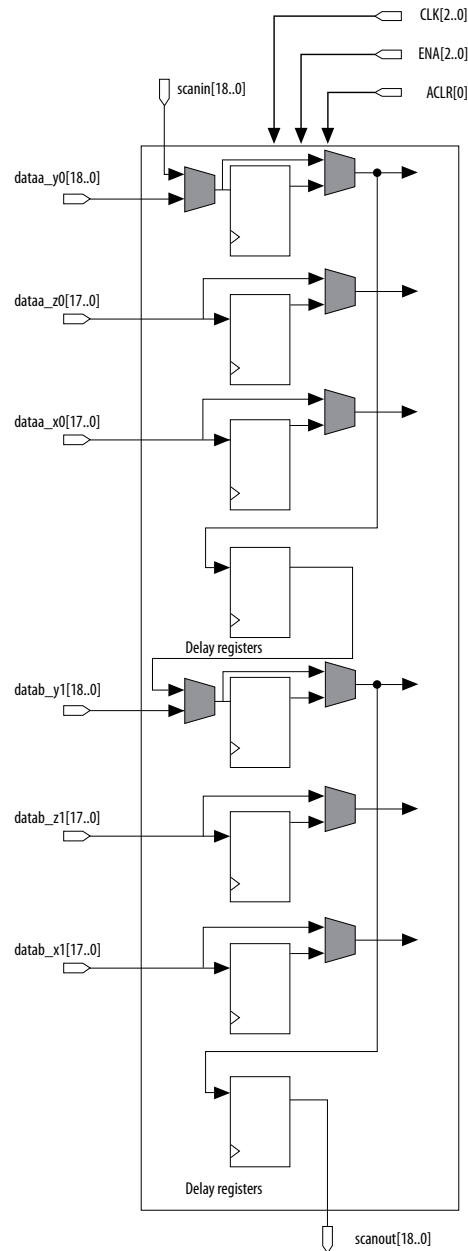 CLK[2..0]
ENA[2..0]
scanin[18..0]
ACLR[0]
dataa_y0[18..0]
dataa_z0[17..0]
dataa_x0[17..0]
Delay registers
datab_y1[18..0]
datab_z1[17..0]
datab_x1[17..0]
Delay registers
scanout[18..0]